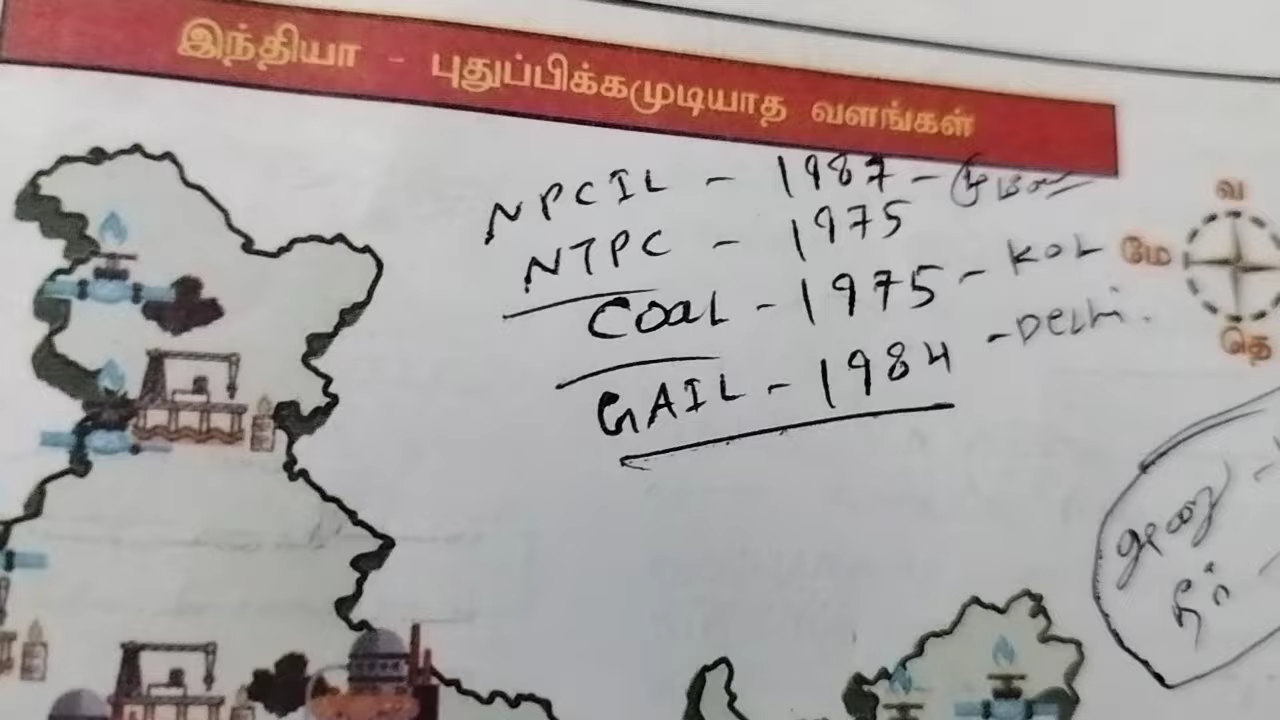 இந்தியா - புதுப்பிக்கமுடியாத வளங்கள்
NPCIL - 1987 - மும்பை
NTPC - 1975
COAL - 1975 - KOL
GAIL - 1984 - Delhi.
வ
மே
தெ